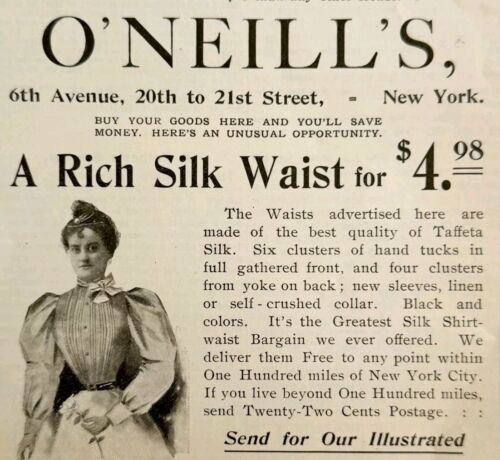 O'NEILL'S,
6th Avenue, 20th to 21st Street, - New York.
BUY YOUR GOODS HERE AND YOU'LL SAVE
MONEY. HERE'S AN UNUSUAL OPPORTUNITY.
A Rich Silk Waist for $4.98
The Waists advertised here are
made of the best quality of Taffeta
Silk. Six clusters of hand tucks in
full gathered front, and four clusters
from yoke on back; new sleeves, linen
or self-crushed collar. Black and
colors. It's the Greatest Silk Shirt-
waist Bargain we ever offered. We
deliver them Free to any point within
One Hundred miles of New York City.
If you live beyond One Hundred miles,
send Twenty-Two Cents Postage. : :
Send for Our Illustrated